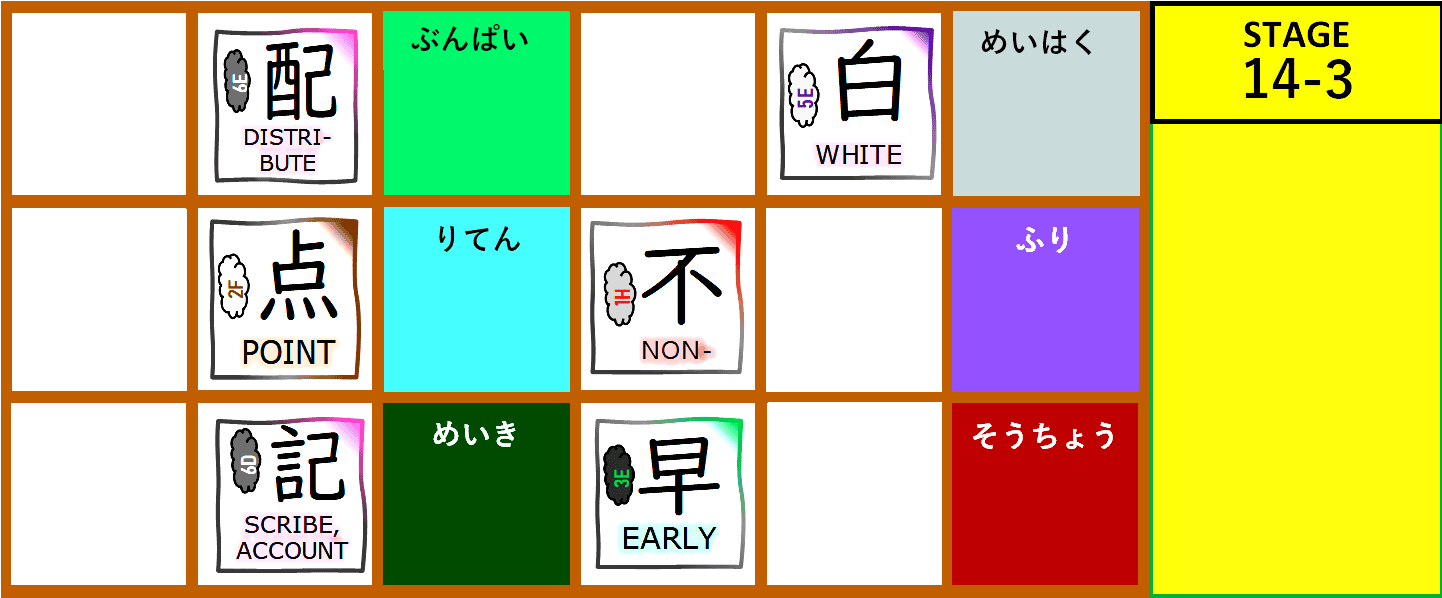 6E
配
DISTRI-
BUTE
ぶんぱい
5E
白
WHITE
めいはく
STAGE
14-3
2F
点
POINT
りてん
1H
不
NON-
ふり
6D
記
SCRIBE,
ACCOUNT
めいき
3E
早
EARLY
そうちょう